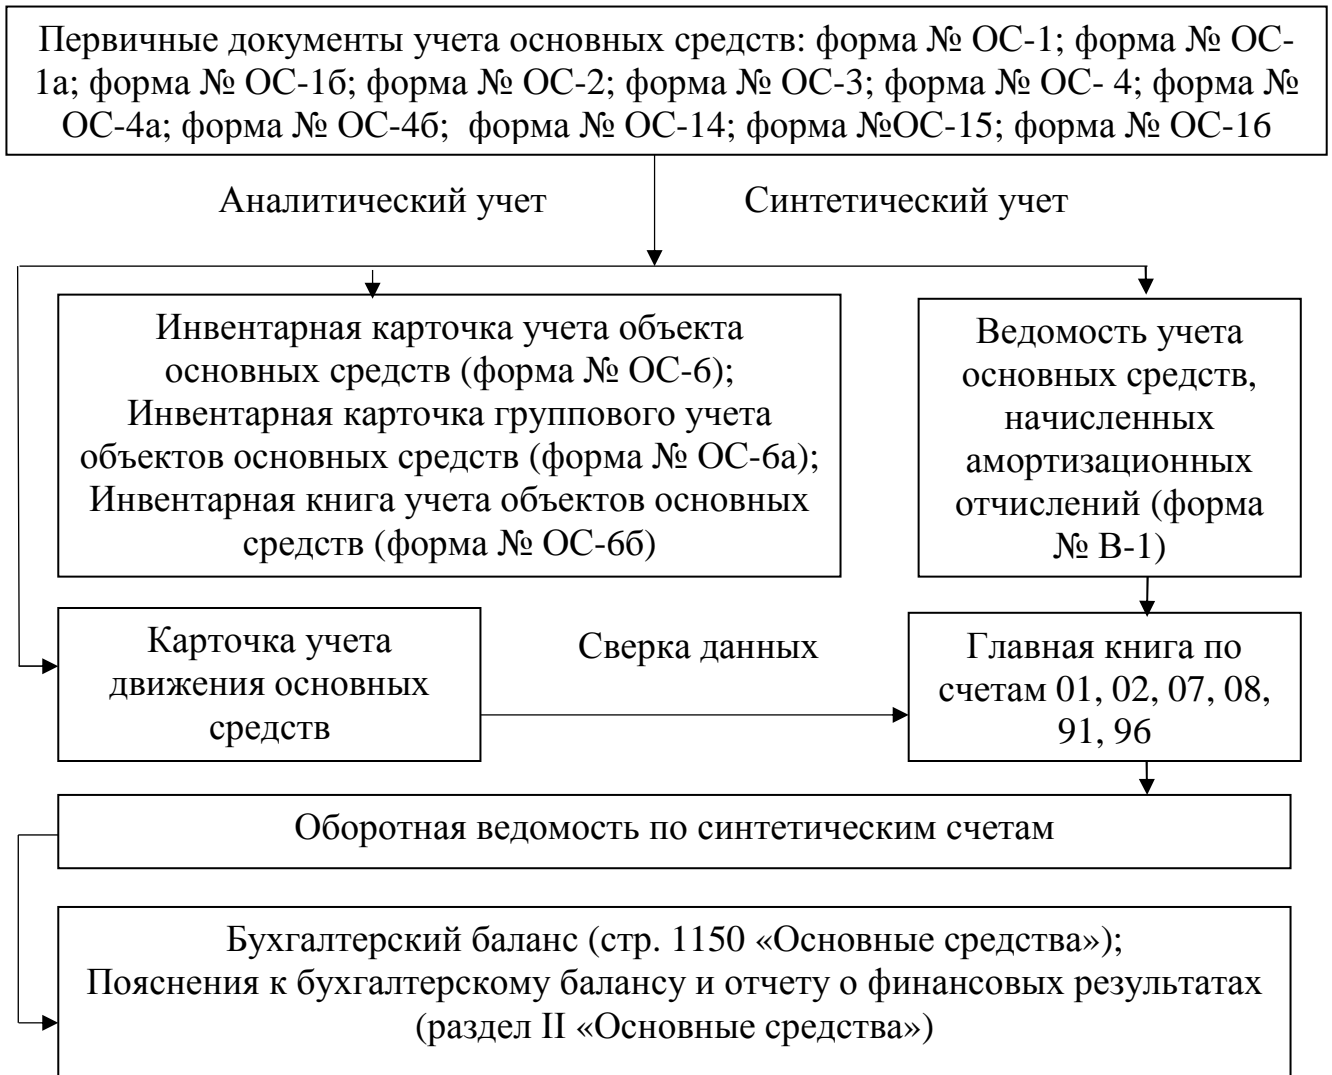 Первичные документы учета основных средств: форма № ОС-1; форма № ОС-
1а; форма № ОС-1б; форма № ОС-2; форма № ОС-3; форма № ОС- 4; форма №
ОС-4а; форма № ОС-4б; форма № ОС-14; форма №ОС-15; форма № ОС-16
Аналитический учет
Синтетический учет
Инвентарная карточка учета объекта
основных средств (форма № ОС-6);
Инвентарная карточка группового учета
объектов основных средств (форма № ОС-6а);
Инвентарная книга учета объектов основных
средств (форма № ОС-6б)
Ведомость учета
основных средств,
начисленных
амортизационных
отчислений (форма
№ В-1)
Карточка учета
движения основных
средств
Сверка данных
Главная книга по
счетам 01, 02, 07, 08,
91, 96
Оборотная ведомость по синтетическим счетам
Бухгалтерский баланс (стр. 1150 «Основные средства»);
Пояснения к бухгалтерскому балансу и отчету о финансовых результатах
(раздел II «Основные средства»)